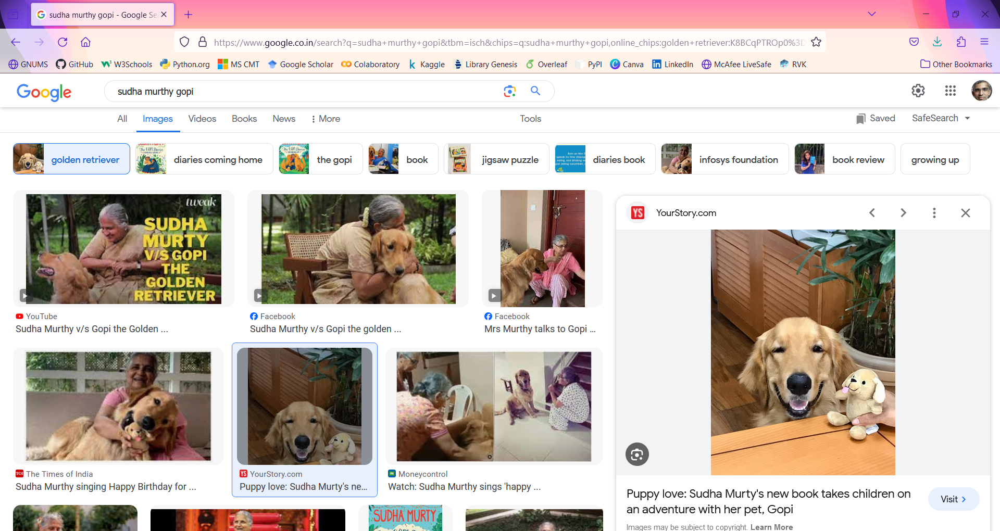 sudha murthy gopi - Google Se
https://www.google.co.in/search?q=sudha+murthy+gopi&tbm=isch&chips=q:sudha+murthy+gopi,online_chips:golden+retriever:K8BCqPTROp0%3D
GNUMS GitHub W3Schools Python.org MS CMT Google Scholar Colaboratory Kaggle Library Genesis Overleaf PyPI Canva LinkedIn McAfee LiveSafe RVK Other Bookmarks
Google sudha murthy gopi
All Images Videos Books News More Tools Saved SafeSearch
golden retriever diaries coming home the gopi book jigsaw puzzle diaries book infosys foundation book review growing up
tweak
SUDHA
MURTY
V/S GOPI
THE
GOLDEN
RETRIEVER
YouTube
Sudha Murthy v/s Gopi the Golden ...
Facebook
Sudha Murthy v/s Gopi the golden ...
Facebook
Mrs Murthy talks to Gopi ...
TOI The Times of India
Sudha Murthy singing Happy Birthday for ...
YS YourStory.com
Puppy love: Sudha Murty's ne...
Moneycontrol
Watch: Sudha Murthy sings 'happy ...
SUDHA MURTY
YS YourStory.com
Puppy love: Sudha Murty's new book takes children on
an adventure with her pet, Gopi
Visit
Images may be subject to copyright. Learn More